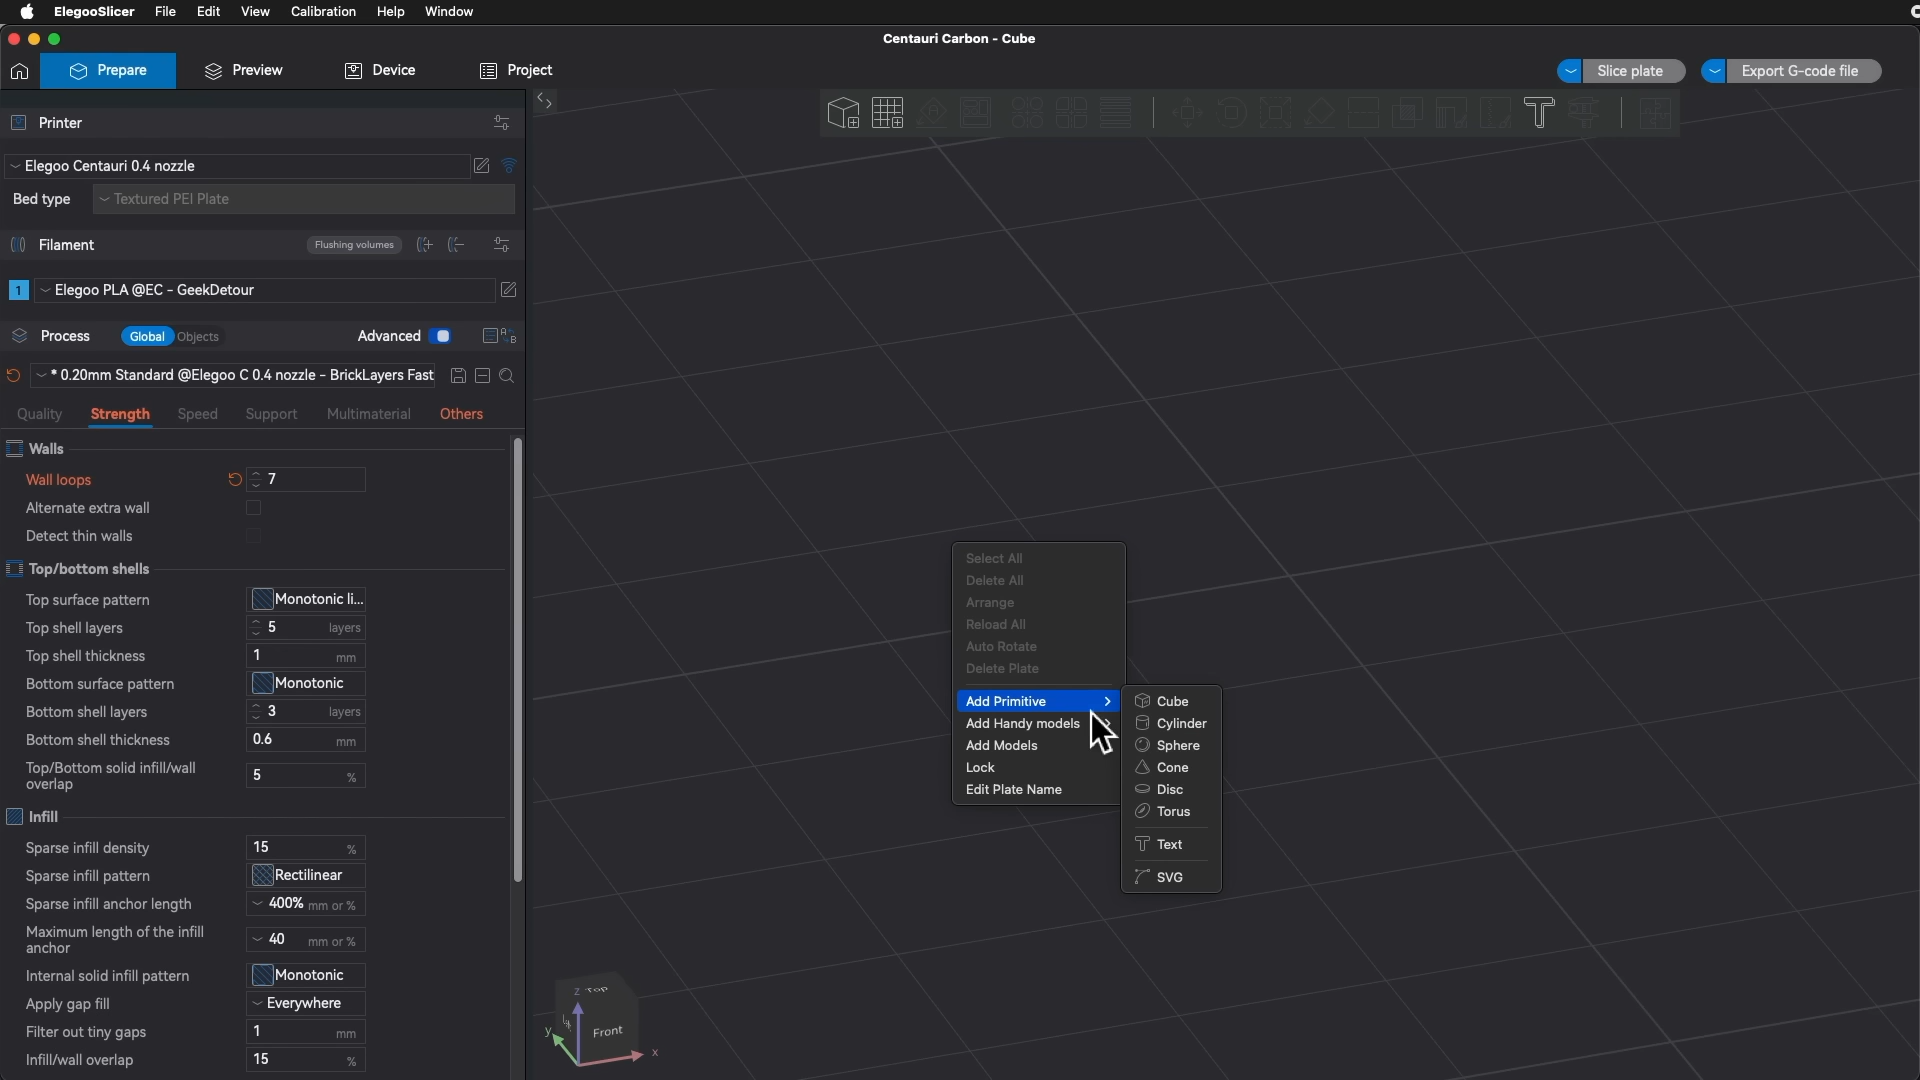 ElegooSlicer File Edit View Calibration Help Window
Centauri Carbon - Cube
Prepare Preview Device Project Slice plate Export G-code file
Printer
Elegoo Centauri 0.4 nozzle
Bed type Textured PEI Plate
Filament Flushing volumes
1 Elegoo PLA @EC - GeekDetour
Process Global Objects Advanced
* 0.20mm Standard @Elegoo C 0.4 nozzle - BrickLayers Fast
Quality Strength Speed Support Multimaterial Others
Walls
Wall loops 7
Alternate extra wall
Detect thin walls
Top/bottom shells
Top surface pattern Monotonic li...
Top shell layers 5 layers
Top shell thickness 1 mm
Bottom surface pattern Monotonic
Bottom shell layers 3 layers
Bottom shell thickness 0.6 mm
Top/Bottom solid infill/wall
overlap 5 %
Infill
Sparse infill density 15 %
Sparse infill pattern Rectilinear
Sparse infill anchor length 400% mm or %
Maximum length of the infill
anchor 40 mm or %
Internal solid infill pattern Monotonic
Apply gap fill Everywhere
Filter out tiny gaps 1 mm
Infill/wall overlap 15 %
Select All
Delete All
Arrange
Reload All
Auto Rotate
Delete Plate
Add Primitive
Add Handy models
Add Models
Lock
Edit Plate Name
Cube
Cylinder
Sphere
Cone
Disc
Torus
Text
SVG
z Top
y Front x